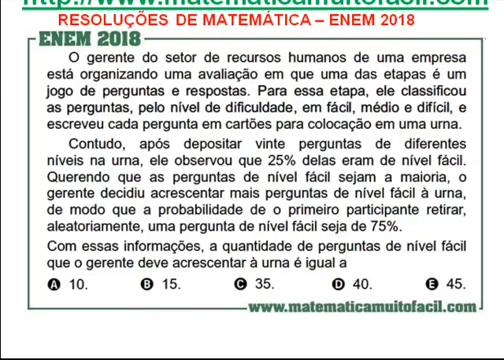 http://www.matematicamuitofacil.com
RESOLUÇÕES DE MATEMÁTICA – ENEM 2018
ENEM 2018
O gerente do setor de recursos humanos de uma empresa
está organizando uma avaliação em que uma das etapas é um
jogo de perguntas e respostas. Para essa etapa, ele classificou
as perguntas, pelo nível de dificuldade, em fácil, médio e difícil, e
escreveu cada pergunta em cartões para colocação em uma urna.
Contudo, após depositar vinte perguntas de diferentes
níveis na urna, ele observou que 25% delas eram de nível fácil.
Querendo que as perguntas de nível fácil sejam a maioria, o
gerente decidiu acrescentar mais perguntas de nível fácil à urna,
de modo que a probabilidade de o primeiro participante retirar,
aleatoriamente, uma pergunta de nível fácil seja de 75%.
Com essas informações, a quantidade de perguntas de nível fácil
que o gerente deve acrescentar à urna é igual a
A 10. B 15. C 35. D 40. E 45.
www.matematicamuitofacil.com